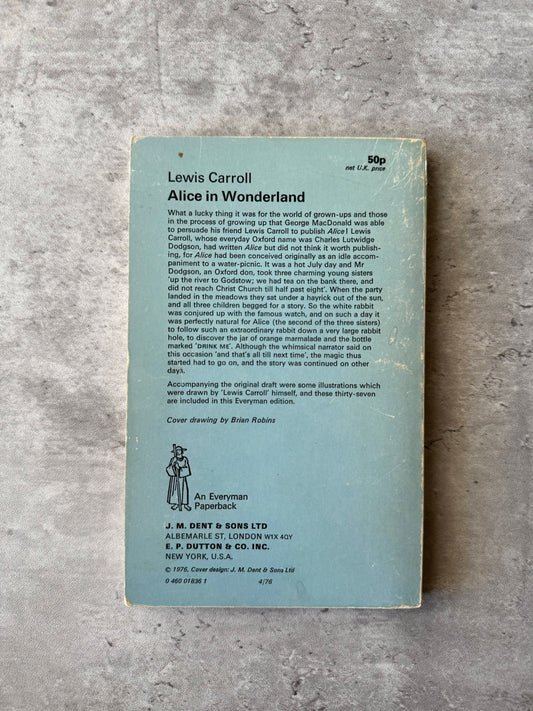 50p
net U.K. price
Lewis Carroll
Alice in Wonderland
What a lucky thing it was for the world of grown-ups and those
in the process of growing up that George MacDonald was able
to persuade his friend Lewis Carroll to publish Alice! Lewis
Carroll, whose everyday Oxford name was Charles Lutwidge
Dodgson, had written Alice but did not think it worth publish-
ing, for Alice had been conceived originally as an idle accom-
paniment to a water-picnic. It was a hot July day and Mr
Dodgson, an Oxford don, took three charming young sisters
'up the river to Godstow; we had tea on the bank there, and
did not reach Christ Church till half past eight'. When the party
landed in the meadows they sat under a hayrick out of the sun,
and all three children begged for a story. So the white rabbit
was conjured up with the famous watch, and on such a day it
was perfectly natural for Alice (the second of the three sisters)
to follow such an extraordinary rabbit down a very large rabbit
hole, to discover the jar of orange marmalade and the bottle
marked 'DRINK ME'. Although the whimsical narrator said on
this occasion 'and that's all till next time', the magic thus
started had to go on, and the story was continued on other
days.
Accompanying the original draft were some illustrations which
were drawn by 'Lewis Carroll' himself, and these thirty-seven
are included in this Everyman edition.
Cover drawing by Brian Robins
An Everyman
Paperback
J. M. DENT & SONS LTD
ALBEMARLE ST, LONDON W1X 4QY
E. P. DUTTON & CO. INC.
NEW YORK, U.S.A.
© 1976, Cover design: J. M. Dent & Sons Ltd
0 460 01836 1 4/76